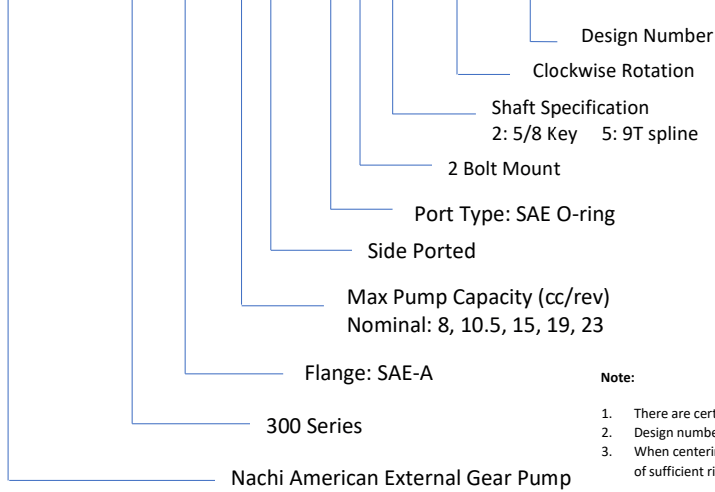 Design Number
Clockwise Rotation
Shaft Specification
2: 5/8 Key 5: 9T spline
2 Bolt Mount
Port Type: SAE O-ring
Side Ported
Max Pump Capacity (cc/rev)
Nominal: 8, 10.5, 15, 19, 23
Flange: SAE-A
300 Series
Nachi American External Gear Pump
Note:
1. There are cert
2. Design numbe
3. When centerin
of sufficient ri